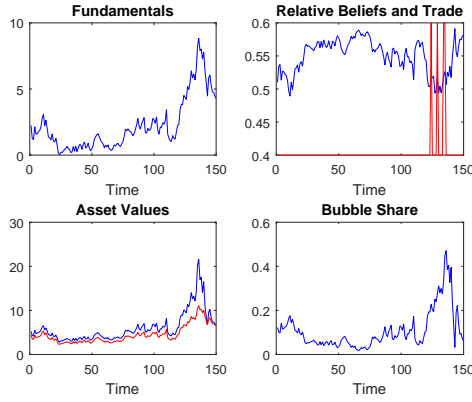 Fundamentals
10
5
0
0 50 100 150
Time
Relative Beliefs and Trade
0.6
0.55
0.5
0.45
0.4
0 50 100 150
Time
Asset Values
30
20
10
0
0 50 100 150
Time
Bubble Share
0.6
0.4
0.2
0
0 50 100 150
Time